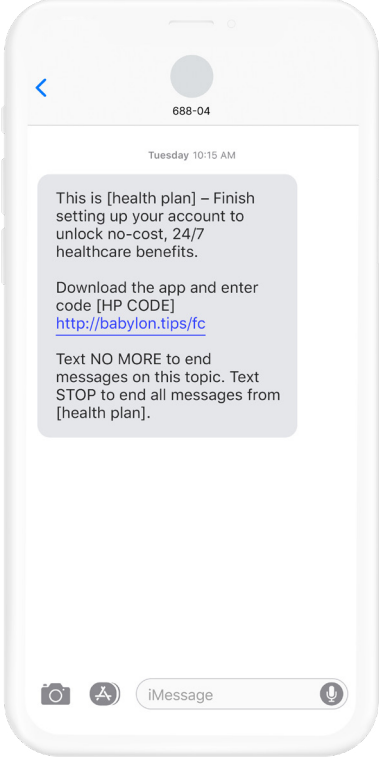 688-04
Tuesday 10:15 AM
This is [health plan] – Finish
setting up your account to
unlock no-cost, 24/7
healthcare benefits.
Download the app and enter
code [HP CODE]
http://babylon.tips/fc
Text NO MORE to end
messages on this topic. Text
STOP to end all messages from
[health plan].
iMessage